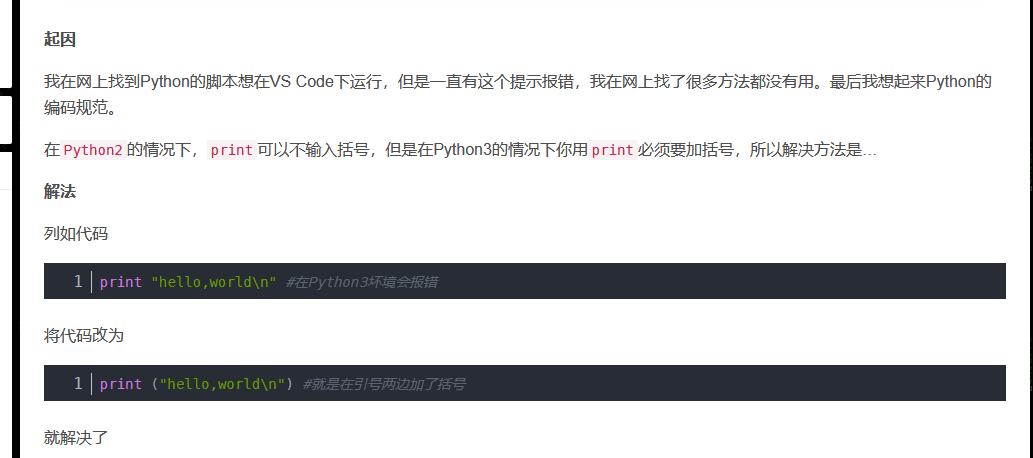 起因
我在网上找到Python的脚本想在VS Code下运行，但是一直有这个提示报错，我在网上找了很多方法都没有用。最后我想起来Python的
编码规范。
在 Python2 的情况下， print 可以不输入括号，但是在Python3的情况下你用 print 必须要加括号，所以解决方法是…
解法
列如代码
1 print "hello,world\n" #在Python3环境会报错
将代码改为
1 print ("hello,world\n") #就是在引号两边加了括号
就解决了